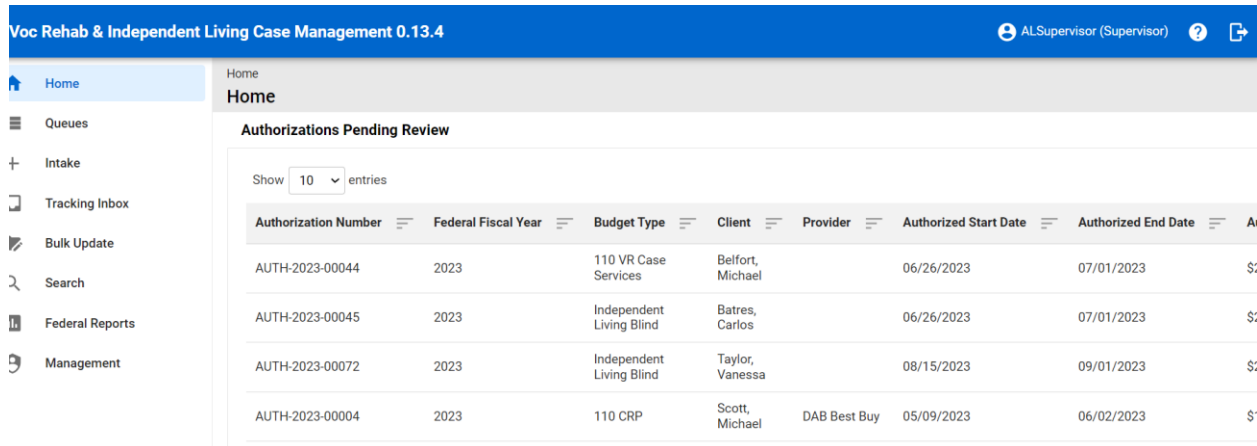 Voc Rehab & Independent Living Case Management 0.13.4
ALSupervisor (Supervisor)
?
Home
Queues
Intake
Tracking Inbox
Bulk Update
Search
Federal Reports
Management
Home
Home
Authorizations Pending Review
Show 10 entries
Authorization Number Federal Fiscal Year Budget Type Client Provider Authorized Start Date Authorized End Date
AUTH-2023-00044 2023 110 VR Case Services Belfort, Michael 06/26/2023 07/01/2023 $2
AUTH-2023-00045 2023 Independent Living Blind Batres, Carlos 06/26/2023 07/01/2023 $2
AUTH-2023-00072 2023 Independent Living Blind Taylor, Vanessa 08/15/2023 09/01/2023 $2
AUTH-2023-00004 2023 110 CRP Scott, Michael DAB Best Buy 05/09/2023 06/02/2023 $1